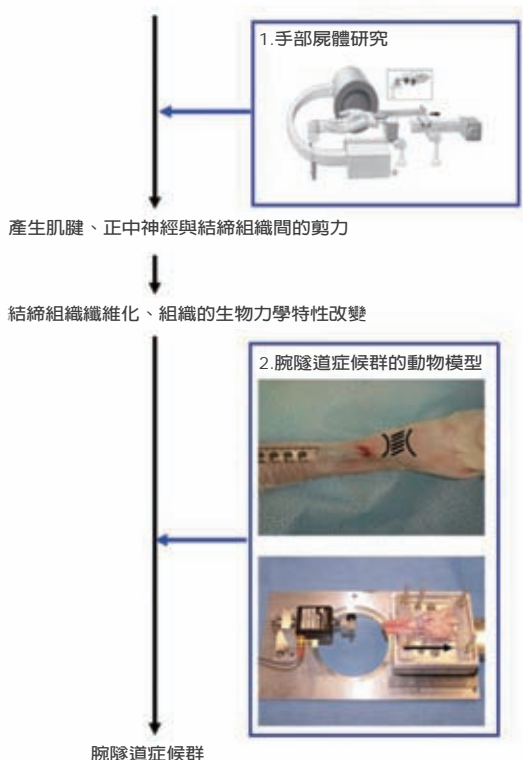 1.手部屍體研究
產生肌腱、正中神經與結締組織間的剪力
結締組織纖維化、組織的生物力學特性改變
2.腕隧道症候群的動物模型
腕隧道症候群